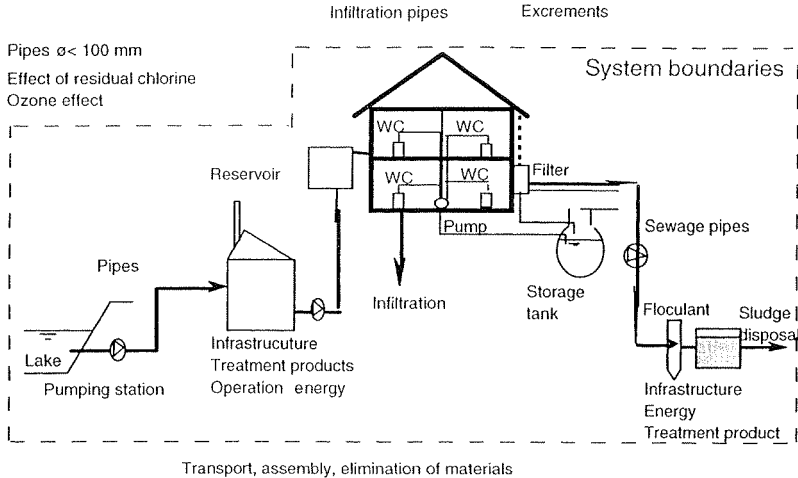 Infiltration pipes
Excrements
Pipes ø< 100 mm
Effect of residual chlorine
Ozone effect
System boundaries
WC
WC
Reservoir
WC
WC
Filter
Pump
Sewage pipes
Pipes
Infiltration
Storage
tank
Floculant
Sludge
disposal
Lake
Pumping station
Infrastrucuture
Treatment products
Operation energy
Infrastructure
Energy
Treatment product
Transport, assembly, elimination of materials